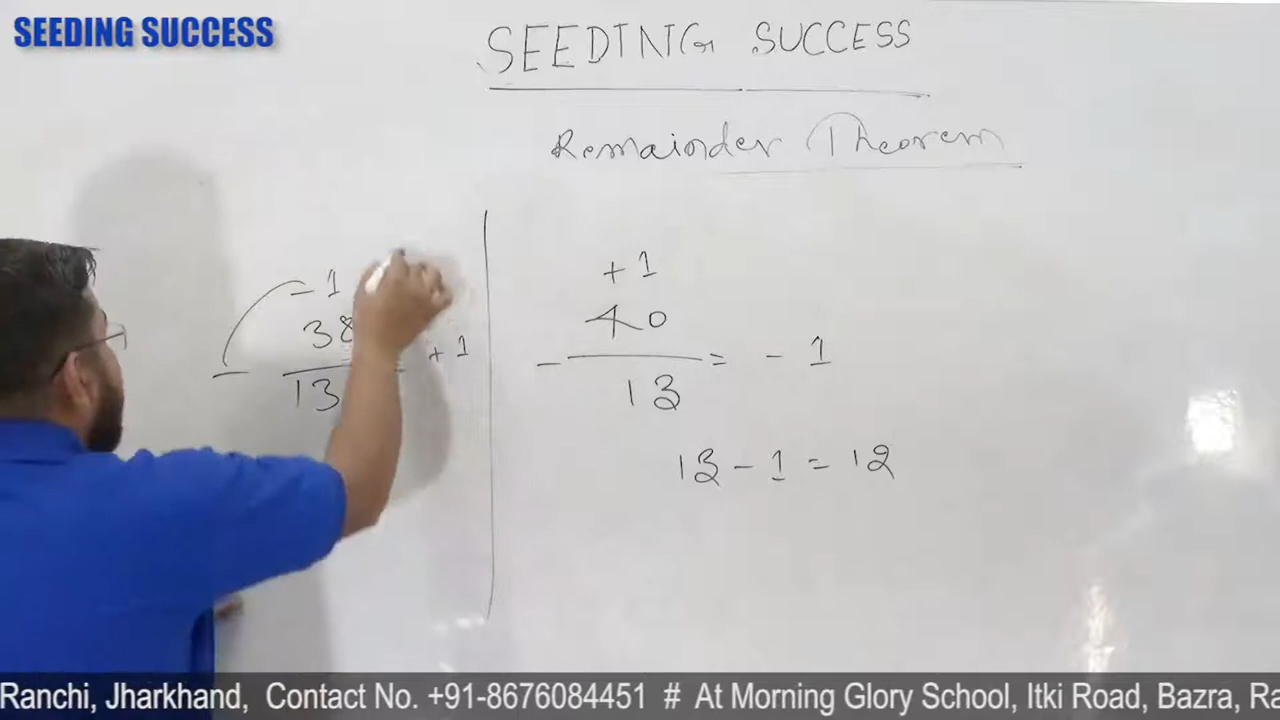 SEEDING SUCCESS
SEEDING SUCCESS
Remainder Theorem
- 1
38
- 13 + 1
+ 1
40
- = - 1
13
13 - 1 = 12
Ranchi, Jharkhand, Contact No. +91-8676084451 # At Morning Glory School, Itki Road, Bazra, Ra